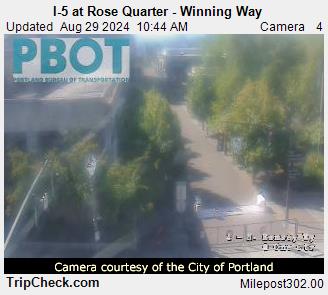 I-5 at Rose Quarter - Winning Way
Updated Aug 29 2024 10:44 AM Camera 4
PBOT
PORTLAND BUREAU OF TRANSPORTATION
Camera courtesy of the City of Portland
TripCheck.com Milepost302.00